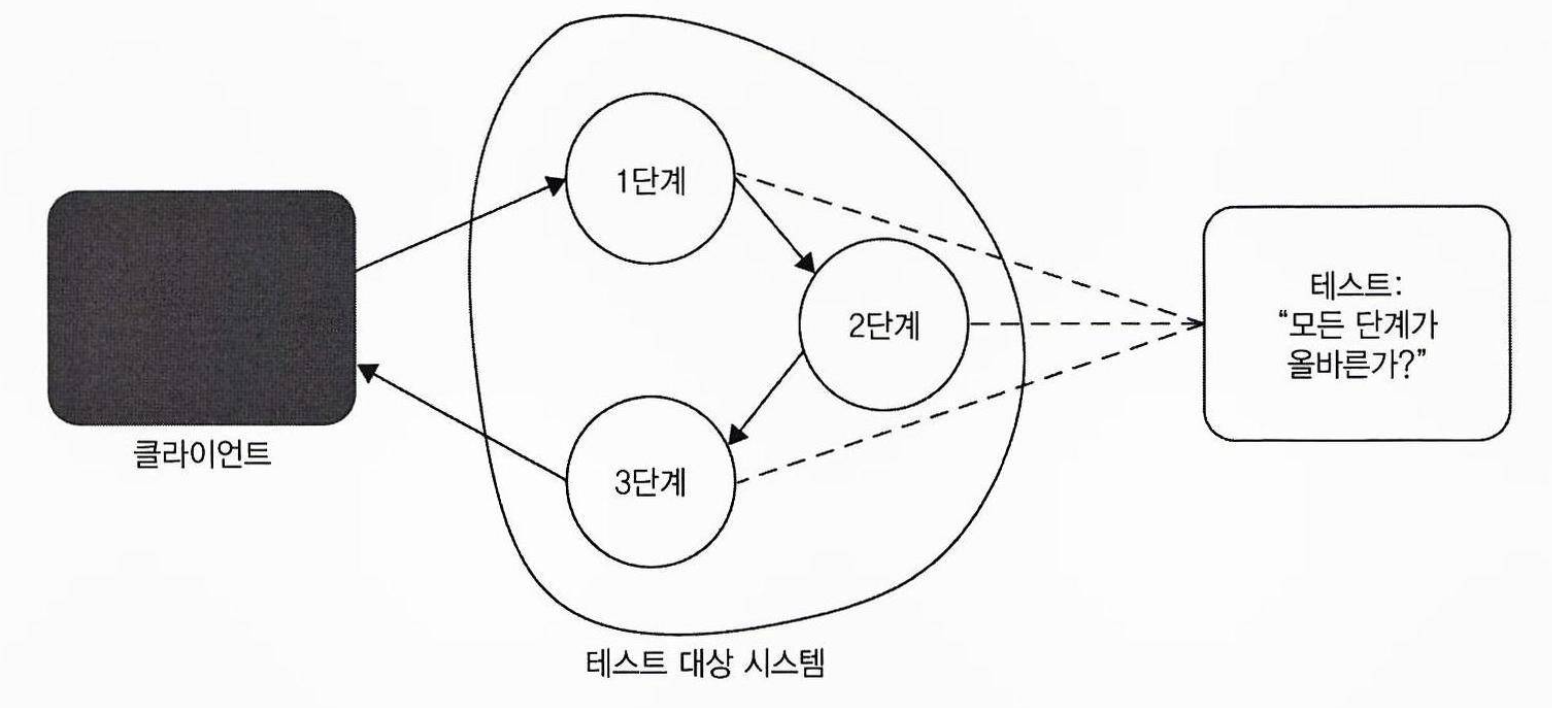 1단계
2단계
3단계
클라이언트
테스트:
“모든 단계가
올바른가?”
테스트 대상 시스템